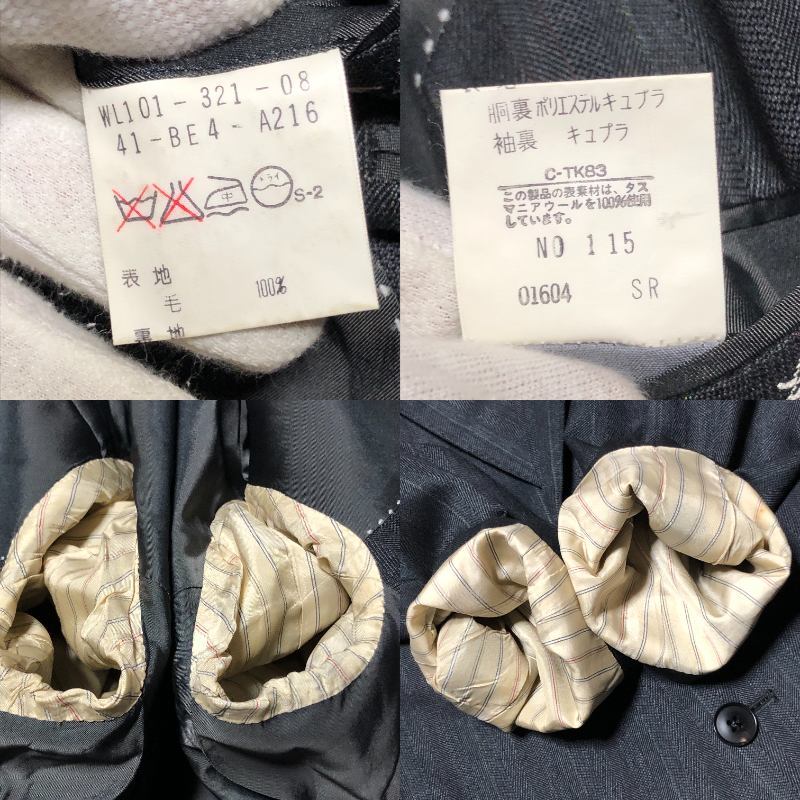 WL101-321-08
41-BE4-A216
ドライ
中
S-2
表 地
毛 100%
裏 地
表 地
胴裏 ポリエステルキュプラ
袖裏 キュプラ
C-TK83
この製品の表素材は、タス
マニアウールを100%使用
しています。
NO 115
01604 SR